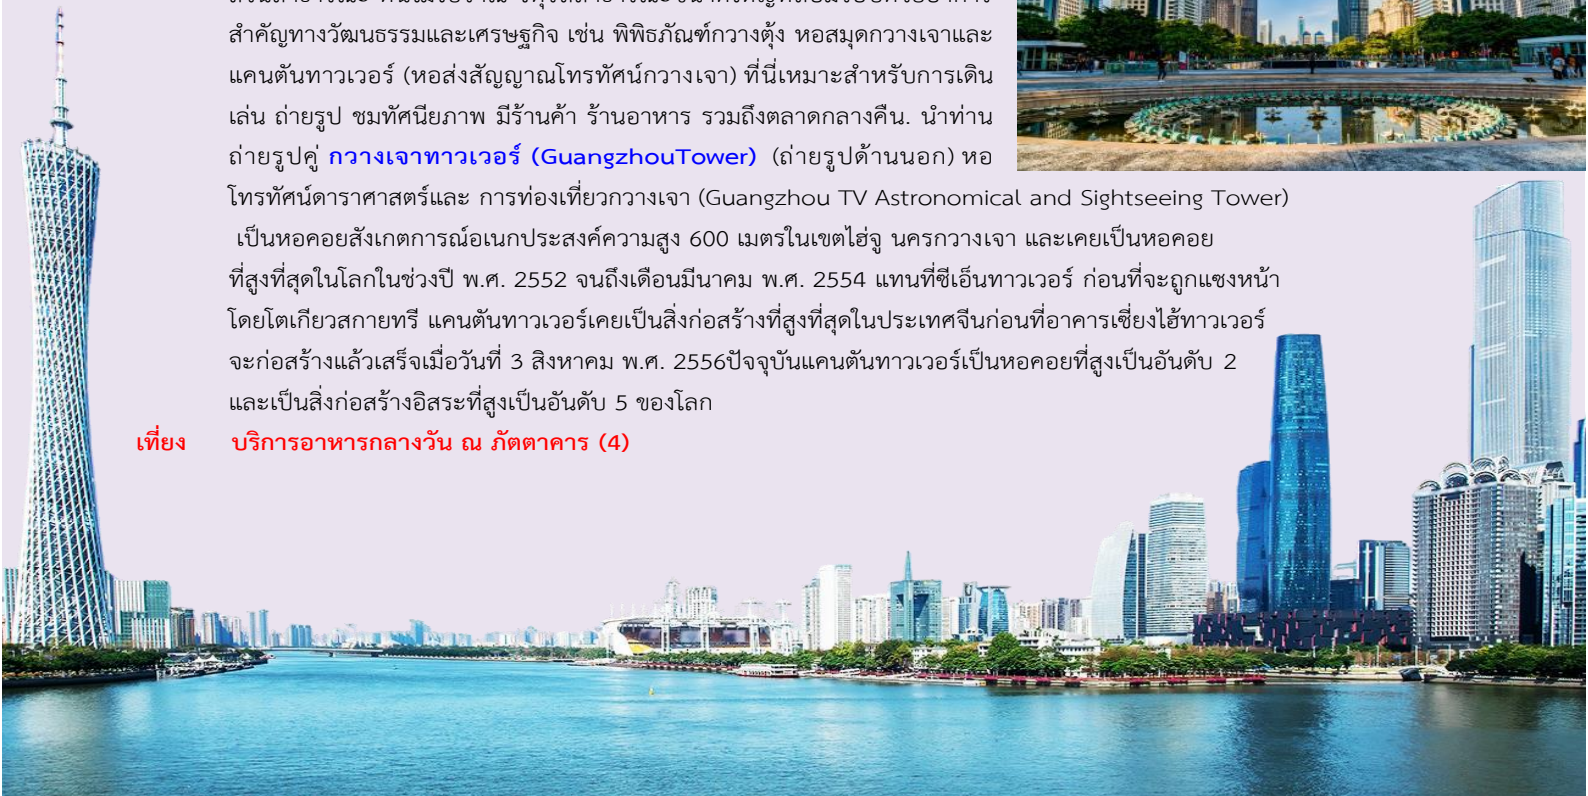 สำคัญทางวัฒนธรรมและเศรษฐกิจ เช่น พิพิธภัณฑ์กวางตุ้ง หอสมุดกวางเจาและ
แคนตันทาวเวอร์ (หอส่งสัญญาณโทรทัศน์กวางเจา) ที่นี่เหมาะสำหรับการเดิน
เล่น ถ่ายรูป ชมทัศนียภาพ มีร้านค้า ร้านอาหาร รวมถึงตลาดกลางคืน. นำท่าน
ถ่ายรูปคู่ กวางเจาทาวเวอร์ (GuangzhouTower) (ถ่ายรูปด้านนอก) หอ
โทรทัศน์ดาราศาสตร์และ การท่องเที่ยวกวางเจา (Guangzhou TV Astronomical and Sightseeing Tower)
เป็นหอคอยสังเกตการณ์อเนกประสงค์ความสูง 600 เมตรในเขตไฮ่จู นครกวางเจา และเคยเป็นหอคอย
ที่สูงที่สุดในโลกในช่วงปี พ.ศ. 2552 จนถึงเดือนมีนาคม พ.ศ. 2554 แทนที่ซีเอ็นทาวเวอร์ ก่อนที่จะถูกแซงหน้า
โดยโตเกียวสกายทรี แคนตันทาวเวอร์เคยเป็นสิ่งก่อสร้างที่สูงที่สุดในประเทศจีนก่อนที่อาคารเซี่ยงไฮ้ทาวเวอร์
จะก่อสร้างแล้วเสร็จเมื่อวันที่ 3 สิงหาคม พ.ศ. 2556ปัจจุบันแคนตันทาวเวอร์เป็นหอคอยที่สูงเป็นอันดับ 2
และเป็นสิ่งก่อสร้างอิสระที่สูงเป็นอันดับ 5 ของโลก
เที่ยง บริการอาหารกลางวัน ณ ภัตตาคาร (4)